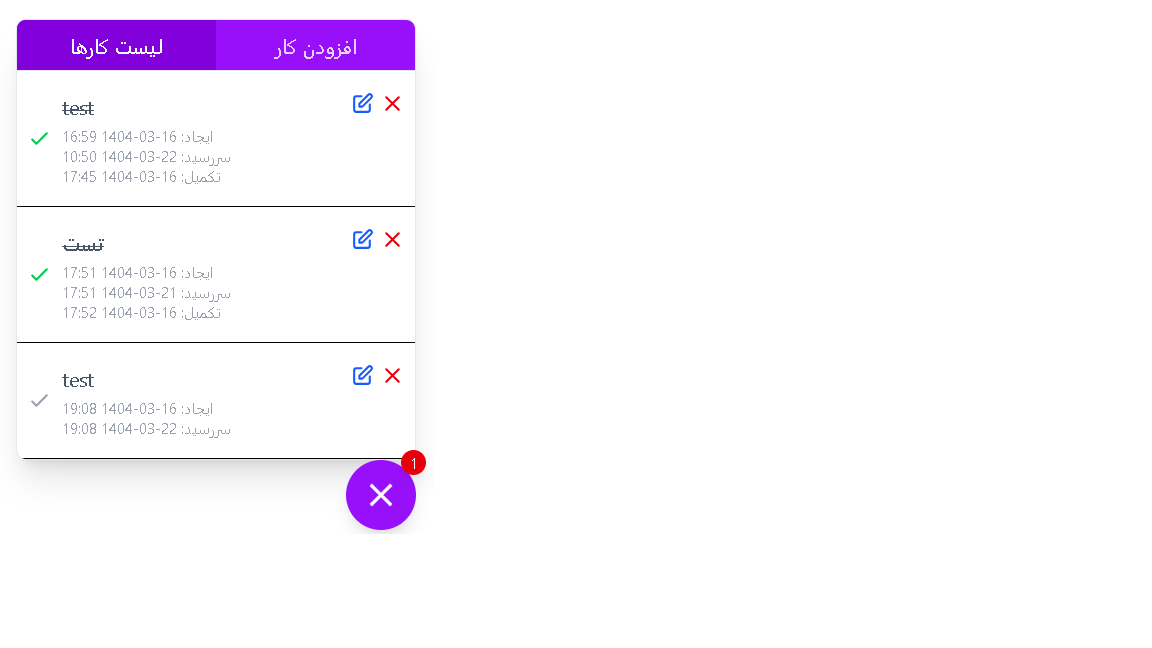 لیست کارها
افزودن کار
test
ایجاد: 16-03-1404 16:59
سررسید: 22-03-1404 10:50
تکمیل: 16-03-1404 17:45
تست
ایجاد: 16-03-1404 17:51
سررسید: 21-03-1404 17:51
تکمیل: 16-03-1404 17:52
test
ایجاد: 16-03-1404 19:08
سررسید: 22-03-1404 19:08
1